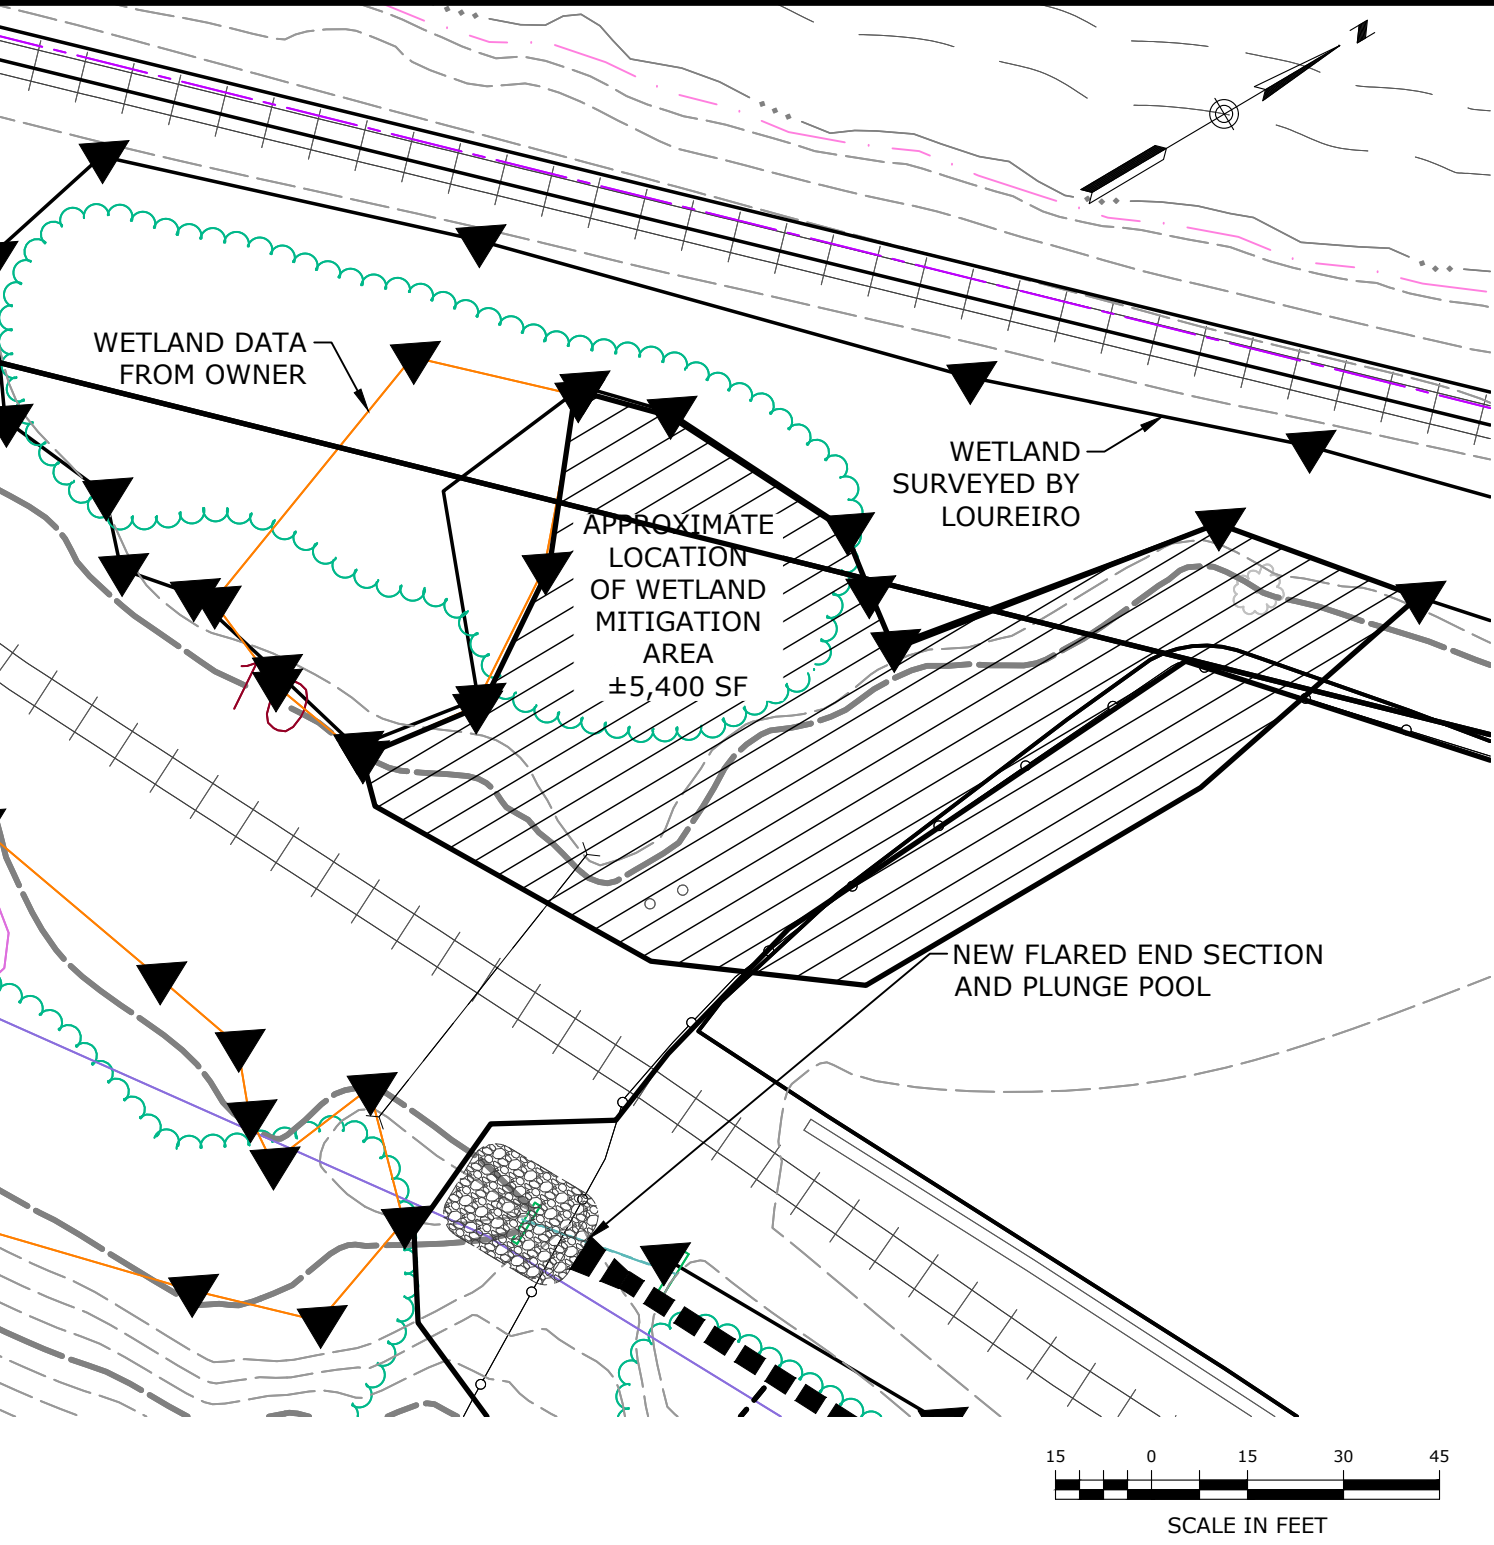 N
WETLAND DATA
FROM OWNER
WETLAND
SURVEYED BY
LOUREIRO
APPROXIMATE
LOCATION
OF WETLAND
MITIGATION
AREA
±5,400 SF
NEW FLARED END SECTION
AND PLUNGE POOL
15 0 15 30 45
SCALE IN FEET